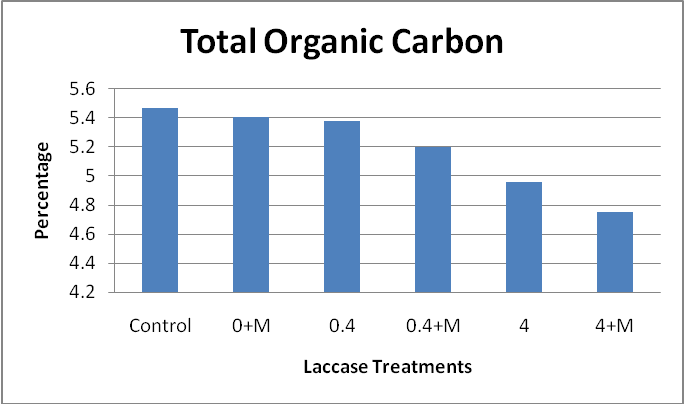 Total Organic Carbon
Percentage
5.6
5.4
5.2
5
4.8
4.6
4.4
4.2
Control 0+M 0.4 0.4+M 4 4+M
Laccase Treatments